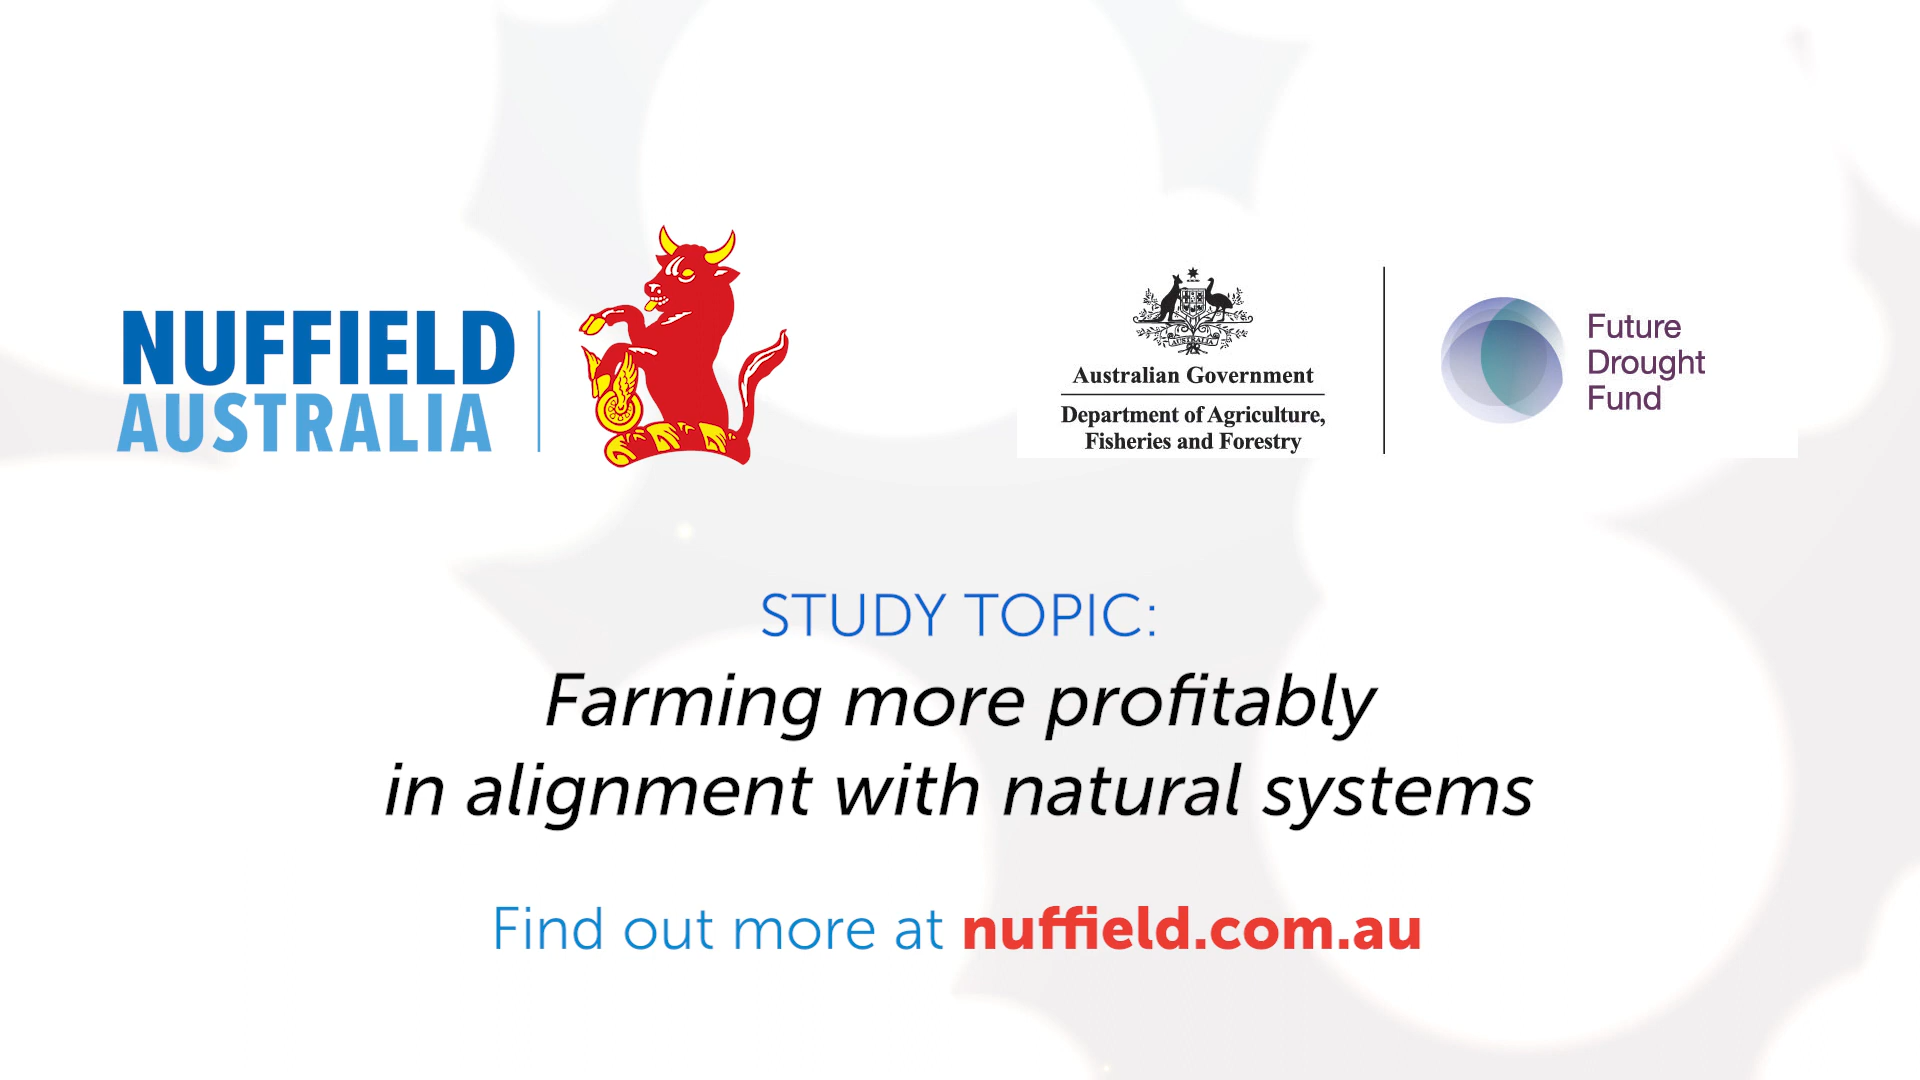 NUFFIELD
AUSTRALIA
AUSTRALIA
Australian Government
Department of Agriculture,
Fisheries and Forestry
Future
Drought
Fund
STUDY TOPIC:
Farming more profitably
in alignment with natural systems
Find out more at nuffield.com.au